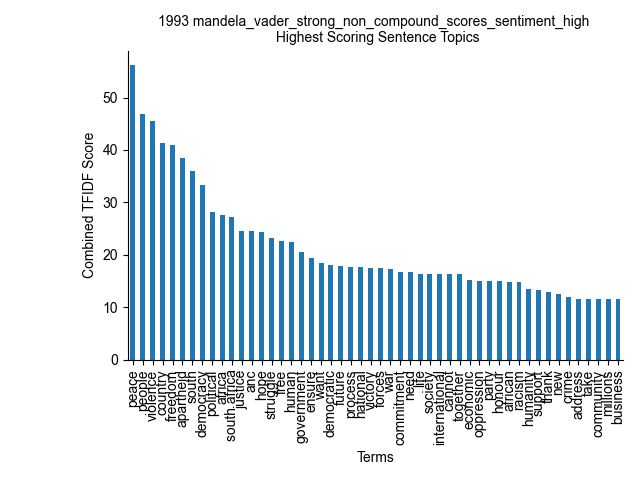 1993 mandela_vader_strong_non_compound_scores_sentiment_high
Highest Scoring Sentence Topics
Combined TFIDF Score
50
40
30
20
10
0
peace
people
violence
country
freedom
apartheid
south
democracy
political
africa
south africa
justice
anc
hope
struggle
free
human
government
ensure
want
democratic
future
process
national
victory
forces
war
commitment
need
life
society
international
cannot
together
economic
oppression
party
honour
african
racism
humanity
support
thank
new
crime
address
take
community
millions
business
Terms